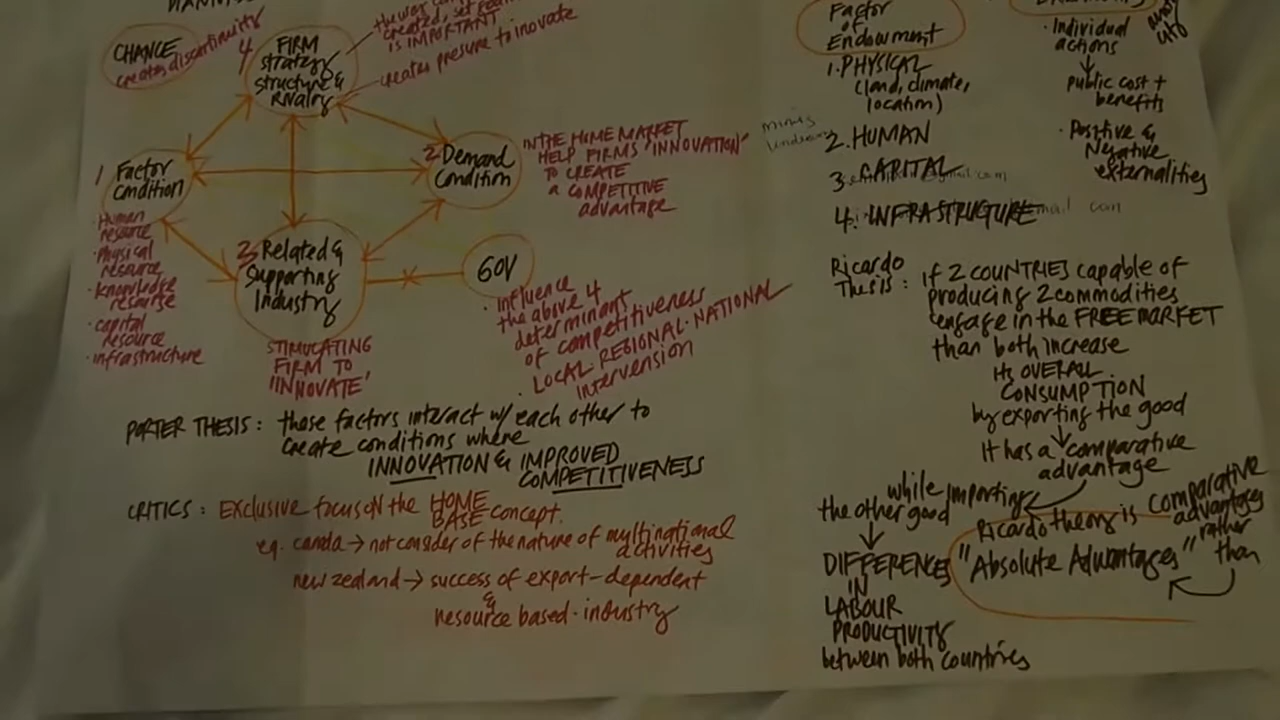 CHANCE
creates discontinuity
4 FIRM
strategy
structure &
Rivalry
IS IMPORTANT
creates pressure to inovate
1 Factor
condition
2 Demand
Condition
IN THE HOME MARKET
HELP FIRMS 'INNOVATION'
TO CREATE
a COMPETITIVE
advantage
Human
resource
· Physical
resource
· knowledge
resource
· capital
resource
· infrastructure
3 Related &
Supporting
Industry
STIMULATING
FIRM TO
'INNOVATE'
GOV
· influence
the above 4
determinant
of competitiveness
· LOCAL·REGIONAL·NATIONAL
intervension
PORTER THESIS : these factors interact w/ each other to
create conditions where
INNOVATION & IMPROVED
COMPETITIVENESS
CRITICS : Exclusive focus on the HOME
BASE concept.
eg. canda → not consider of the nature of multinational
activities
new zealand → success of export-dependent
&
resource based-industry
Factor
of
Endowment
1. PHYSICAL
(land, climate,
location)
2. HUMAN
3 CAPITAL
4. INFRASTRUCTURE
· Individual
actions
public cost +
benefits
· Positive &
Negative
externalities
Ricardo
Thesis : if 2 COUNTRIES capable of
producing 2 commodities
engage in the FREE MARKET
than both increase
its OVERALL
CONSUMPTION
by exporting the good
It has a comparative
advantage
while importing
the other good
DIFFERENCES
IN
LABOUR
PRODUCTIVITY
between both countries
Ricardo theory is comparative
advantages
rather
than
"Absolute Advantages"